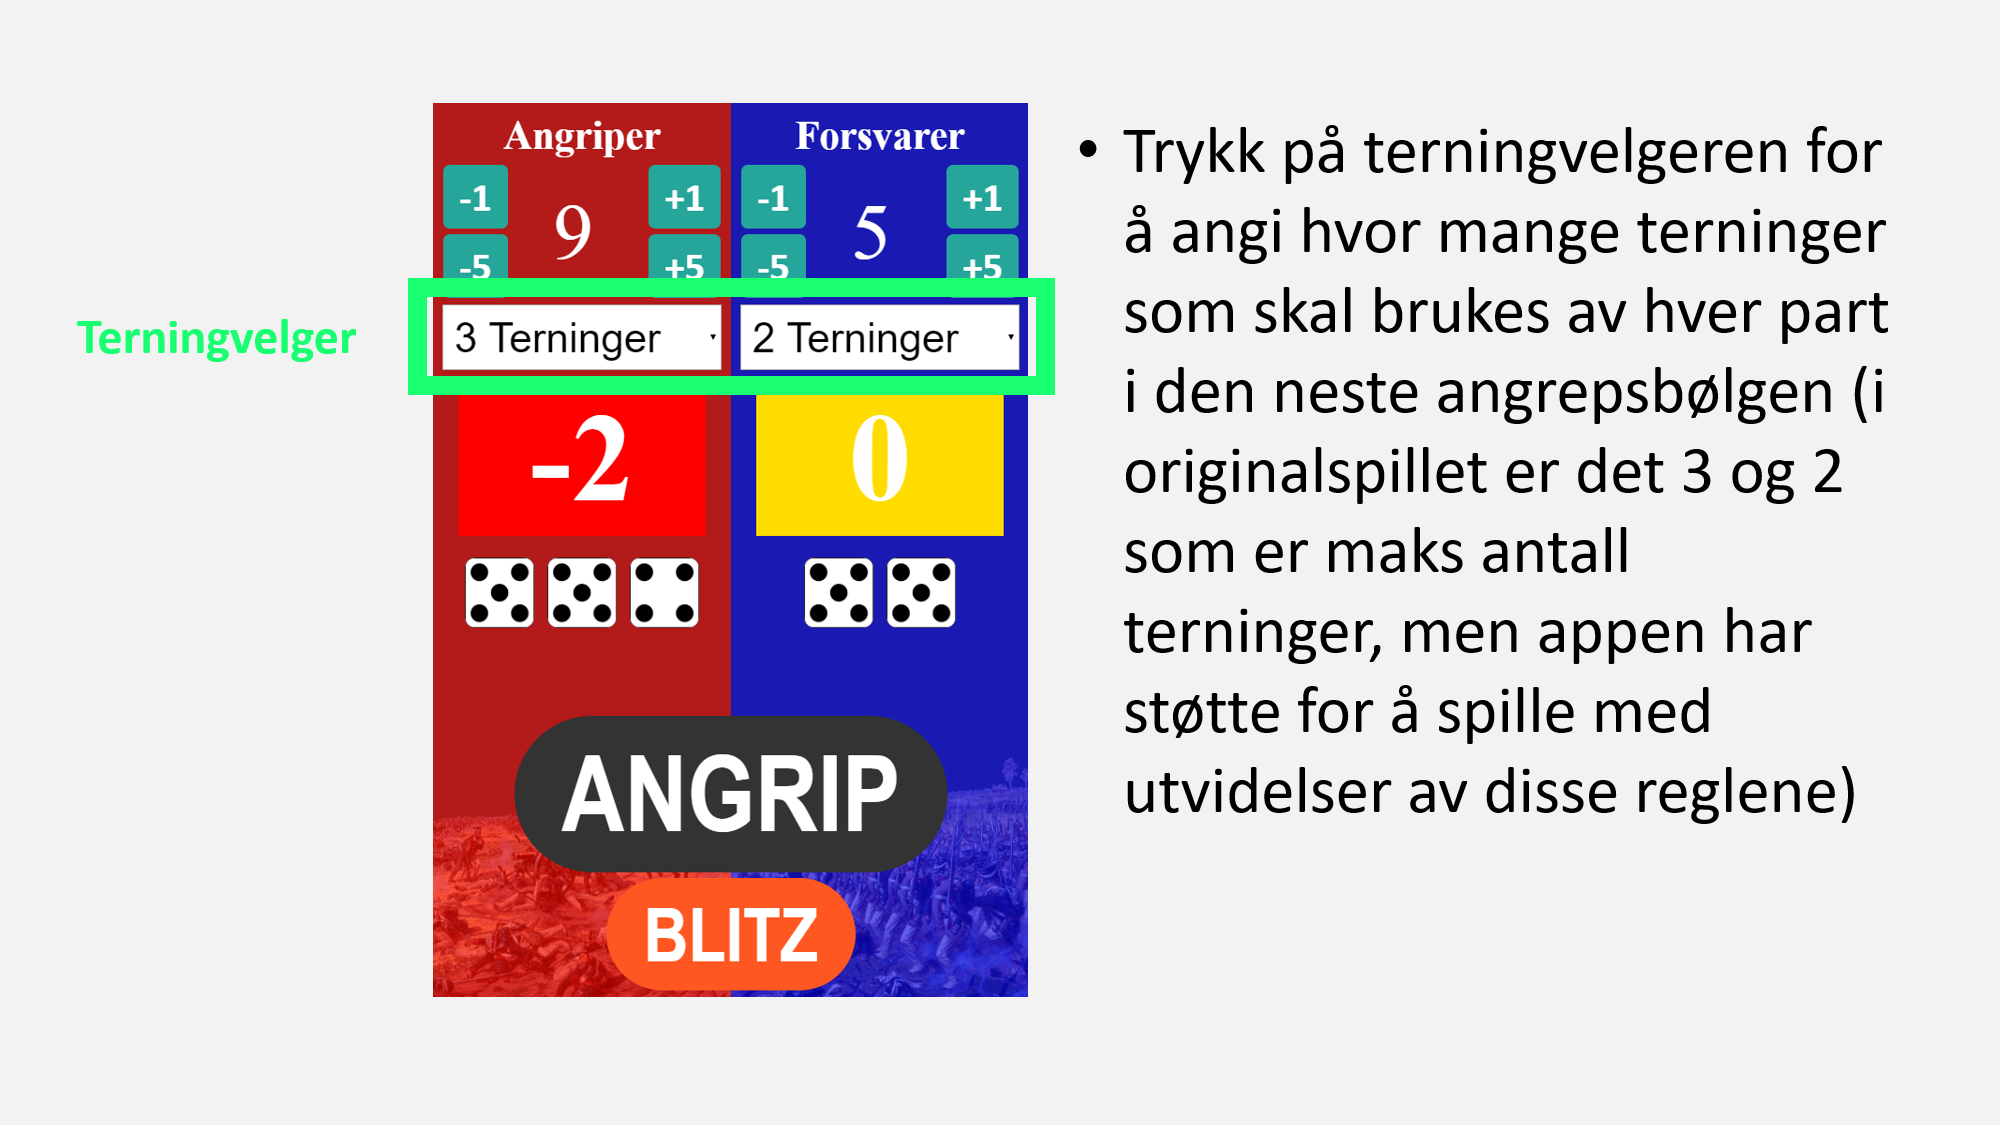 Terningvelger
Angriper
Forsvarer
-1
9
+1
-1
5
+1
-5
+5
-5
+5
3 Terninger
2 Terninger
-2
0
ANGRIP
BLITZ
• Trykk på terningvelgeren for
å angi hvor mange terninger
som skal brukes av hver part
i den neste angrepsbølgen (i
originalspillet er det 3 og 2
som er maks antall
terninger, men appen har
støtte for å spille med
utvidelser av disse reglene)